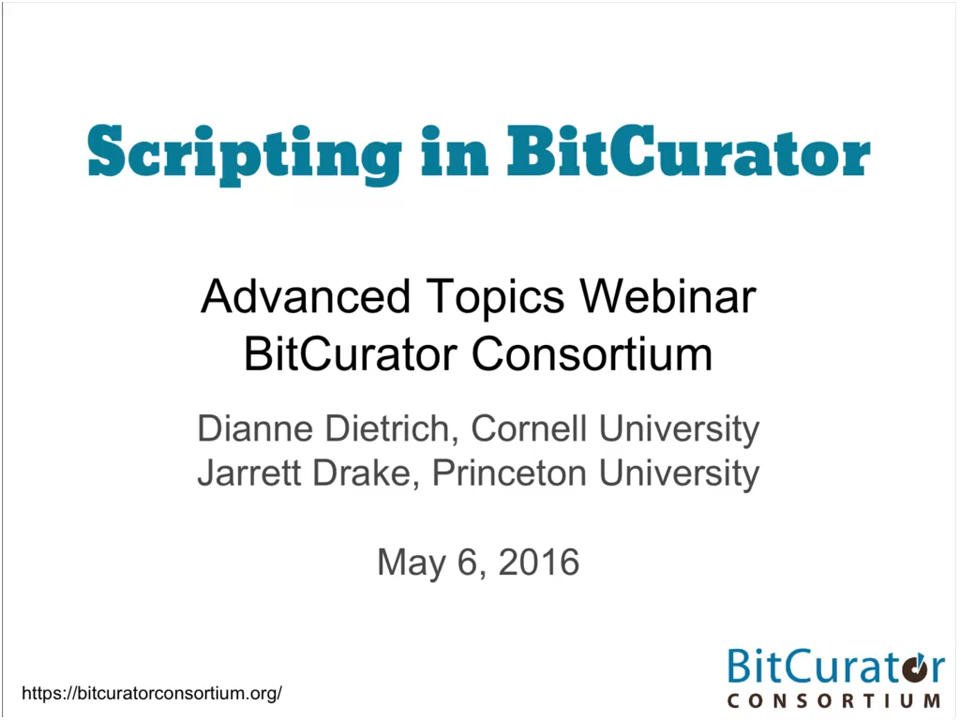 Scripting in BitCurator
Advanced Topics Webinar
BitCurator Consortium
Dianne Dietrich, Cornell University
Jarrett Drake, Princeton University
May 6, 2016
https://bitcuratorconsortium.org/
BitCurator
CONSORTIUM